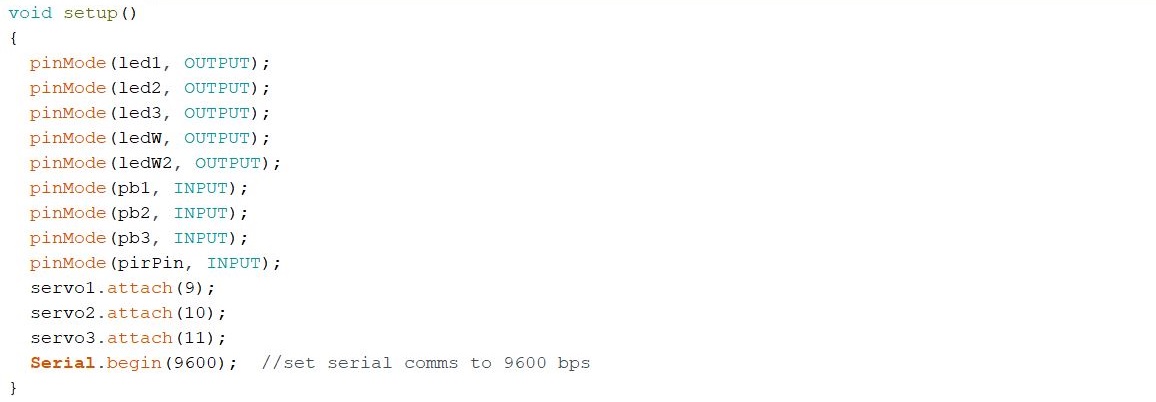 void setup()
{
  pinMode(led1, OUTPUT);
  pinMode(led2, OUTPUT);
  pinMode(led3, OUTPUT);
  pinMode(ledW, OUTPUT);
  pinMode(ledW2, OUTPUT);
  pinMode(pb1, INPUT);
  pinMode(pb2, INPUT);
  pinMode(pb3, INPUT);
  pinMode(pirPin, INPUT);
  servo1.attach(9);
  servo2.attach(10);
  servo3.attach(11);
  Serial.begin(9600);  //set serial comms to 9600 bps
}